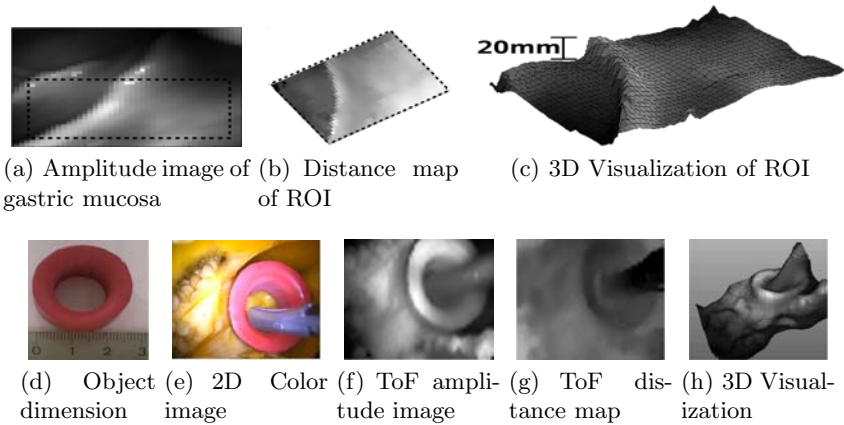 20mm
(a) Amplitude image of
gastric mucosa
(b) Distance map
of ROI
(c) 3D Visualization of ROI
0 1 2 3
(d) Object
dimension
(e) 2D Color
image
(f) ToF ampli-
tude image
(g) ToF dis-
tance map
(h) 3D Visual-
ization